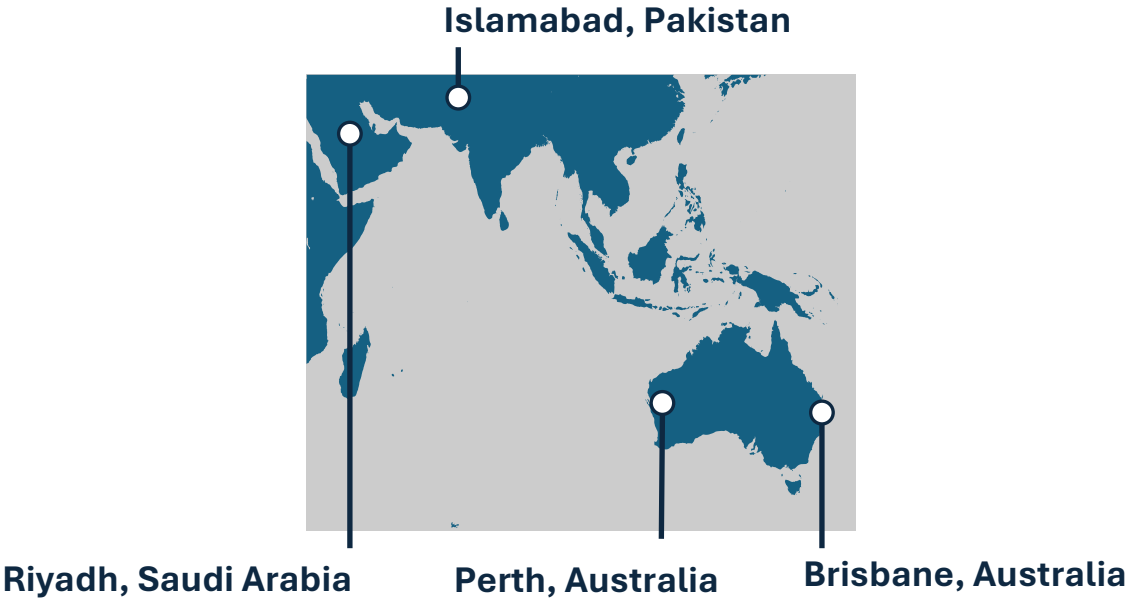 Islamabad, Pakistan
Riyadh, Saudi Arabia
Perth, Australia
Brisbane, Australia